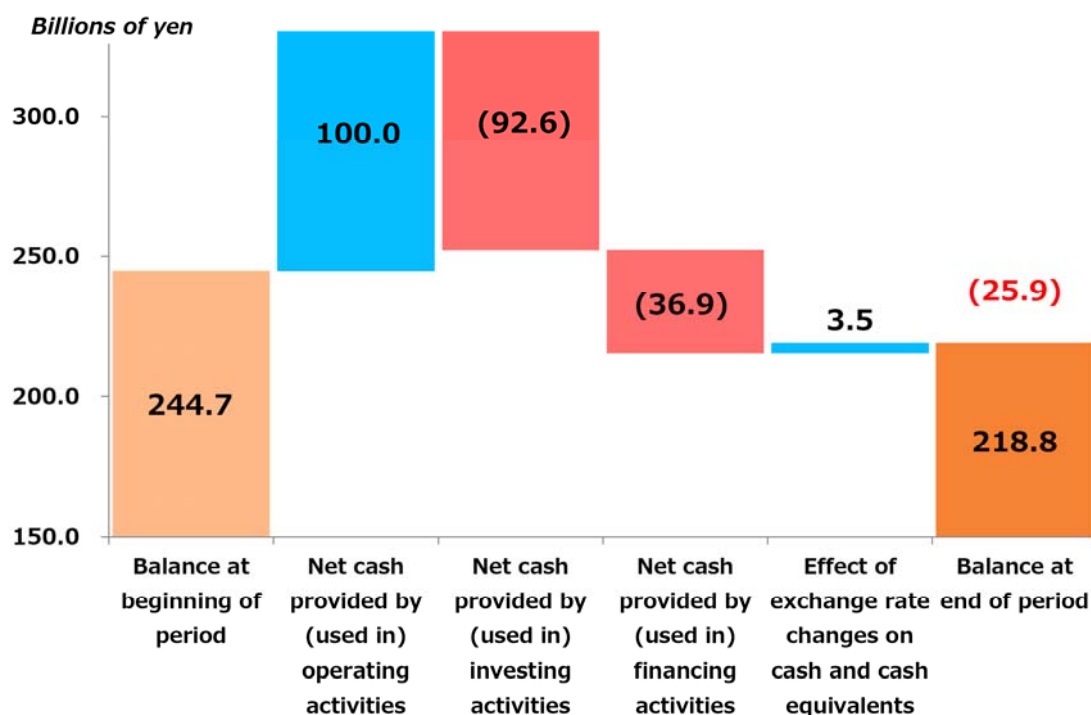 Billions of yen
300.0
250.0
200.0
150.0
244.7
100.0
(92.6)
(36.9)
3.5
(25.9)
218.8
Balance at
beginning of
period
Net cash
provided by
(used in)
operating
activities
Net cash
provided by
(used in)
investing
activities
Net cash
provided by
(used in)
financing
activities
Effect of
exchange rate
changes on
cash and cash
equivalents
Balance at
end of period